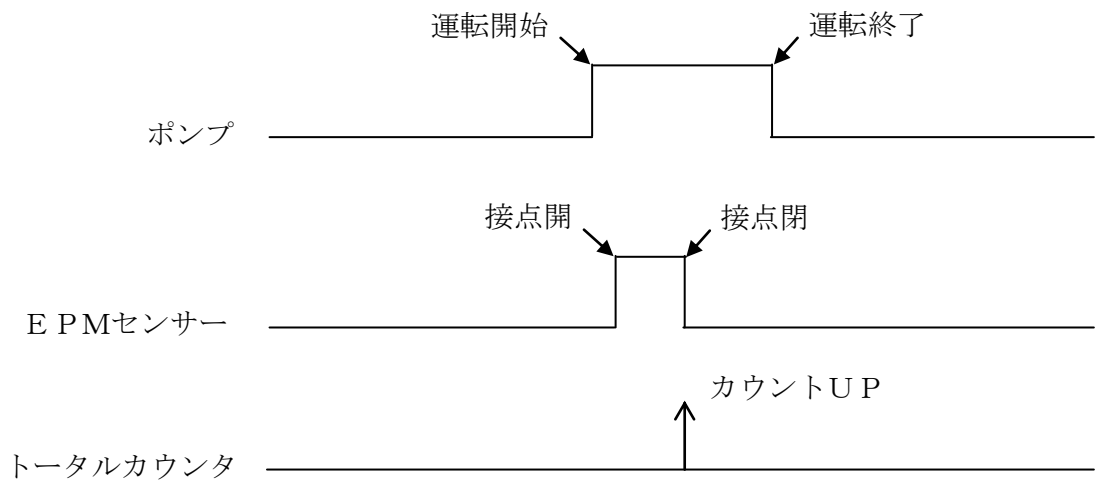 運転開始
運転終了
ポンプ
接点開
接点閉
ＥＰＭセンサー
カウントＵＰ
トータルカウンタ